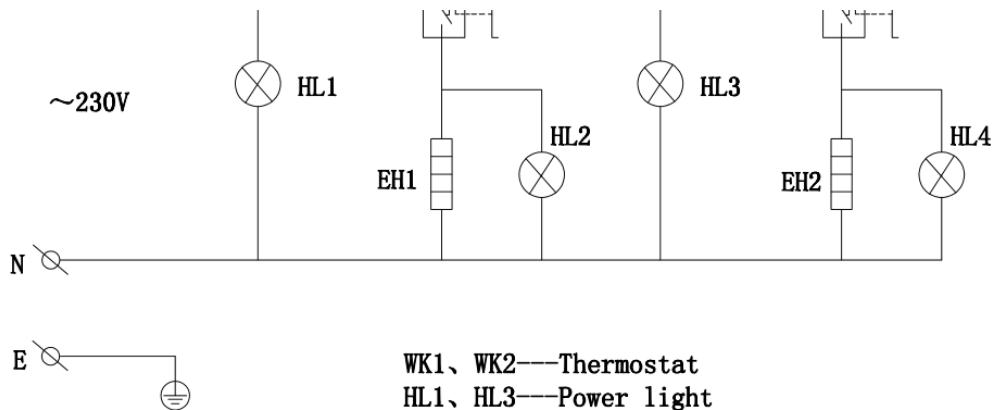 HL1
HL3
~230V
HL2
HL4
EH1
EH2
N
E
WK1、WK2---Thermostat
HL1、HL3---Power light